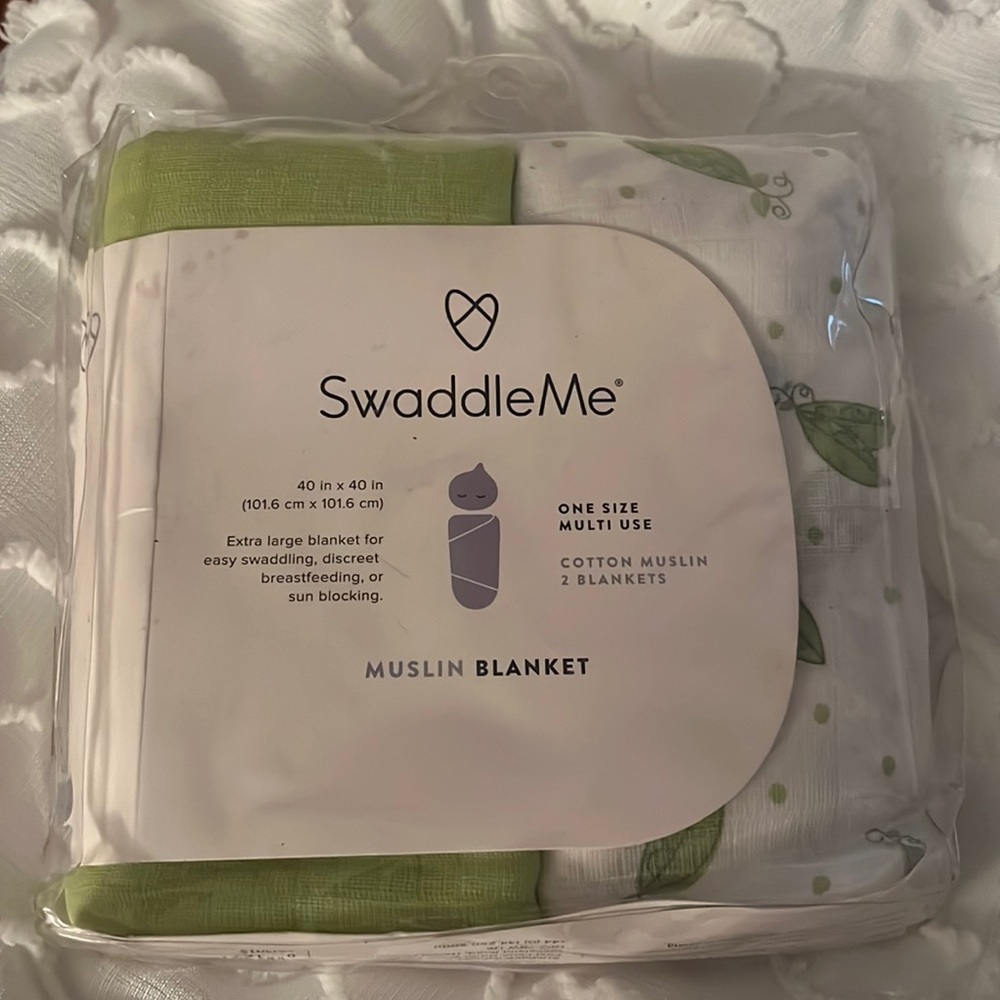 SwaddleMe®
40 in x 40 in
(101.6 cm x 101.6 cm)
Extra large blanket for
easy swaddling, discreet
breastfeeding, or
sun blocking.
ONE SIZE
MULTI USE
COTTON MUSLIN
2 BLANKETS
MUSLIN BLANKET